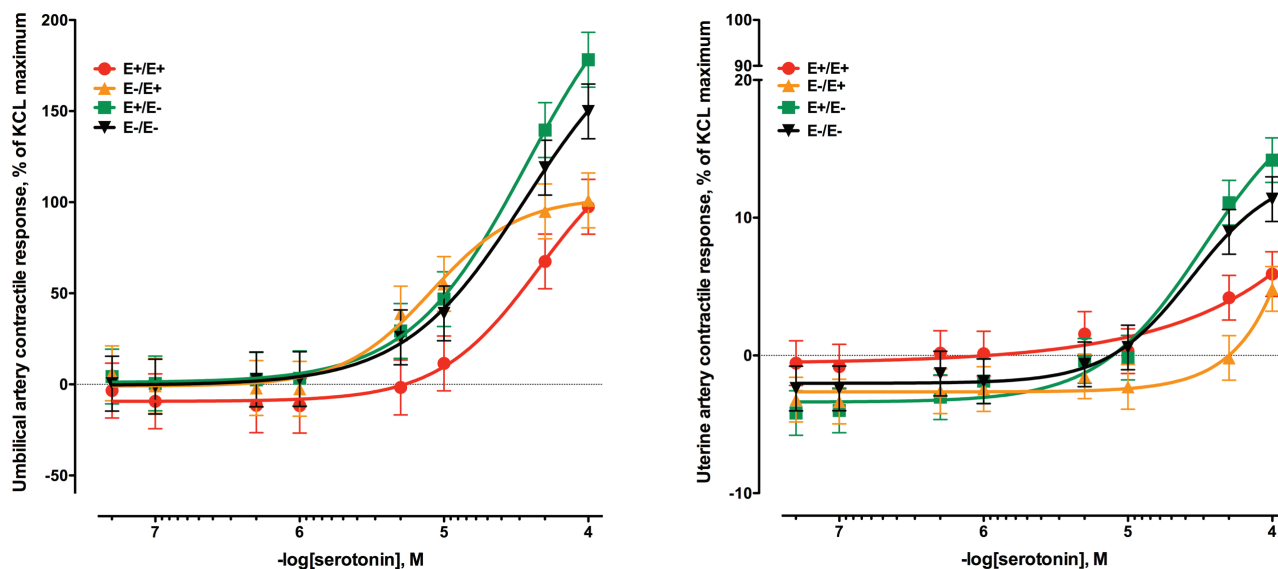 Umbilical artery contractile response, % of KCL maximum
200
150
100
50
0
-50
E+/E+
E-/E+
E+/E-
E-/E-
7
6
5
4
-log[serotonin], M
Uterine artery contractile response, % of KCL maximum
100
90
20
10
0
-10
E+/E+
E-/E+
E+/E-
E-/E-
7
6
5
4
-log[serotonin], M